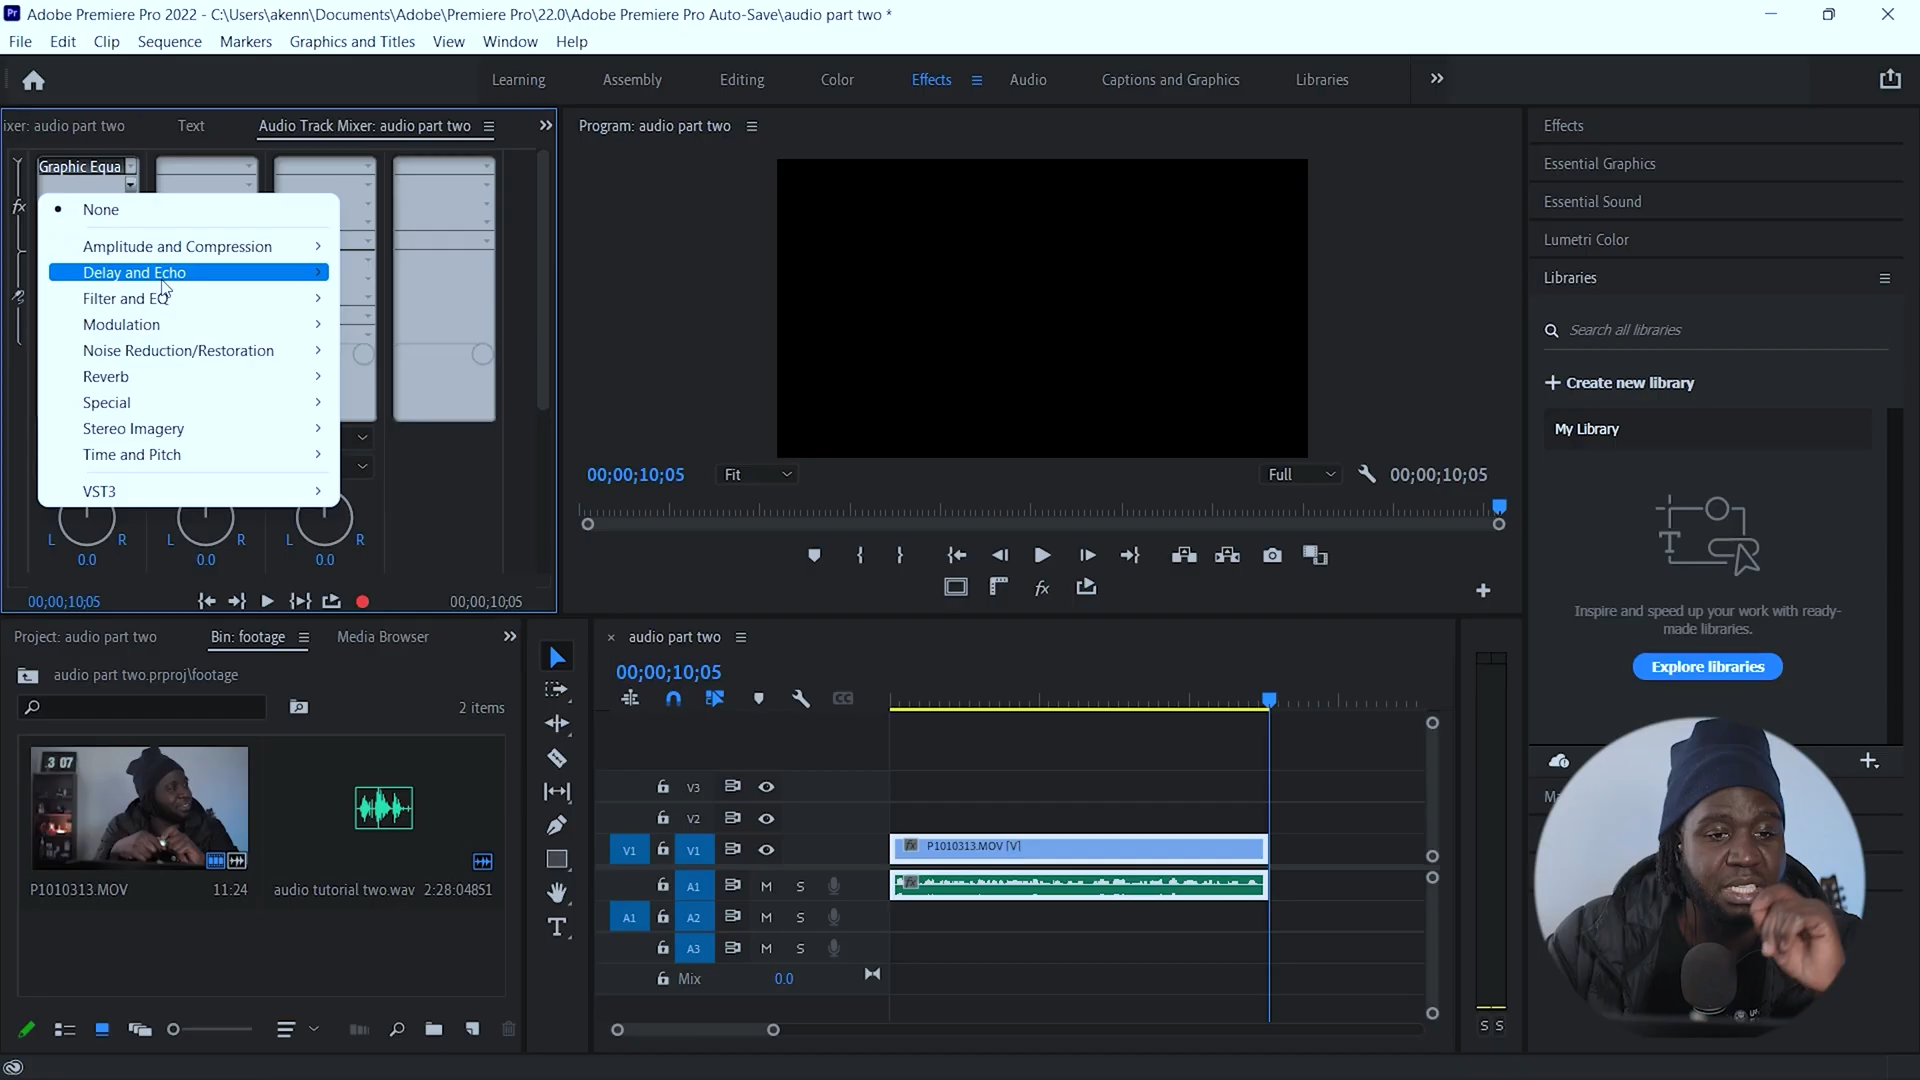 Adobe Premiere Pro 2022 - C:\Users\akenn\Documents\Adobe\Premiere Pro\22.0\Adobe Premiere Pro Auto-Save\audio part two *
File Edit Clip Sequence Markers Graphics and Titles View Window Help
Learning Assembly Editing Color Effects Audio Captions and Graphics Libraries
ixer: audio part two Text Audio Track Mixer: audio part two
Graphic Equa
fx
None
Amplitude and Compression
Delay and Echo
Filter and EQ
Modulation
Noise Reduction/Restoration
Reverb
Special
Stereo Imagery
Time and Pitch
VST3
L R L R L R
0.0 0.0 0.0
00;00;10;05 00;00;10;05
Program: audio part two
00;00;10;05 Fit Full 00;00;10;05
fx
Effects
Essential Graphics
Essential Sound
Lumetri Color
Libraries
Search all libraries
Create new library
My Library
Inspire and speed up your work with ready-
made libraries.
Explore libraries
Project: audio part two Bin: footage Media Browser
audio part two.prproj\footage
2 items
3 07
P1010313.MOV 11:24
audio tutorial two.wav 2:28:04851
audio part two
00;00;10;05
CC
V3
V2
V1 V1
fx P1010313.MOV [V]
A1 M S
fx
A1 A2 M S
A3 M S
Mix 0.0
S S